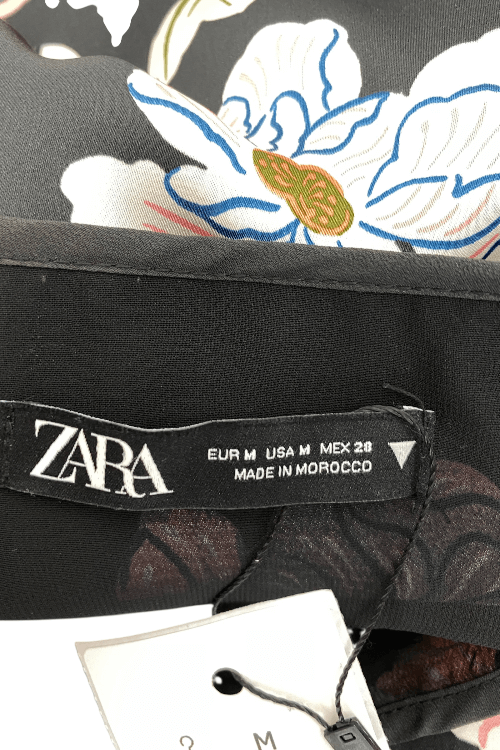 ZARA
EUR M USA M MEX 28
MADE IN MOROCCO
M